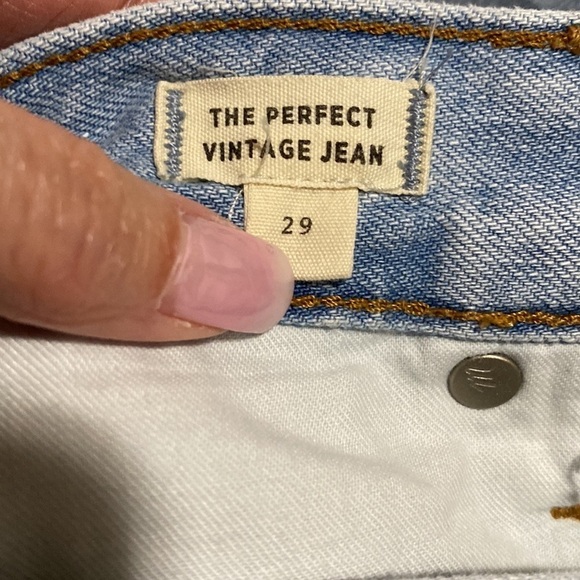 THE PERFECT
VINTAGE JEAN
29
m